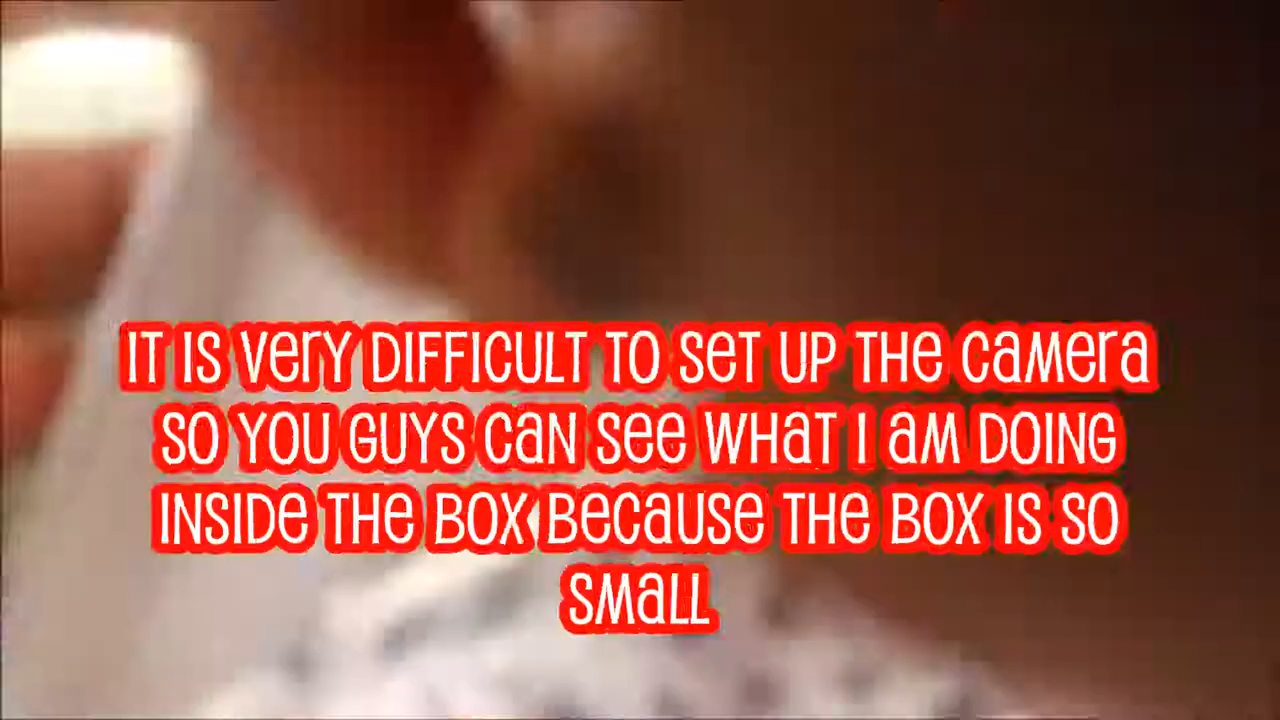 IT IS VerY DIFFICULT TO SeT UP THe CaMera
SO YOU GUYS CaN See WHaT I aM DOING
INSIDe THe BOX BeCaUSe THe BOX IS SO
SMaLL